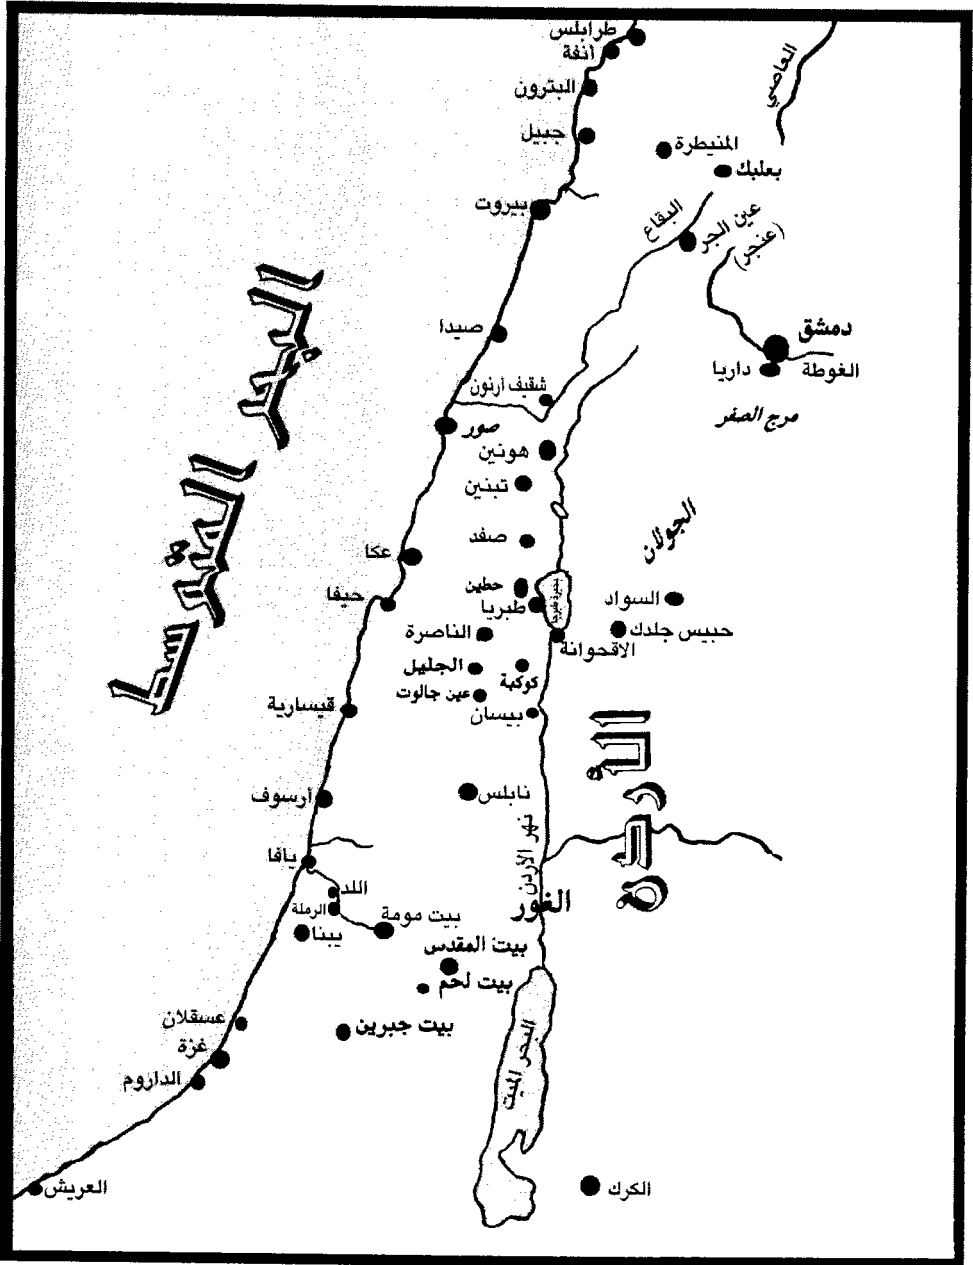 طرابلس
أنفة
البترون
جبيل
العاصي
المنيطرة
بعلبك
بيروت
البقاع
عين الجر
(عنجر)
صيدا
دمشق
الغوطة
داريا
مرج الصفر
شقيف أرنون
صور
هونين
تبنين
البحر المتوسط
الجولان
صفد
عكا
حطين
بحيرة طبريا
طبريا
السواد
حيفا
حبيس جلدك
الاقحوانة
الناصرة
الجليل
كوكبة
عين جالوت
بيسان
قيسارية
الأردن
نابلس
أرسوف
نهر الأردن
يافا
الغور
اللد
الرملة
بيت مومة
يبنا
بيت المقدس
بيت لحم
عسقلان
بيت جبرين
غزة
البحر الميت
الداروم
العريش
الكرك